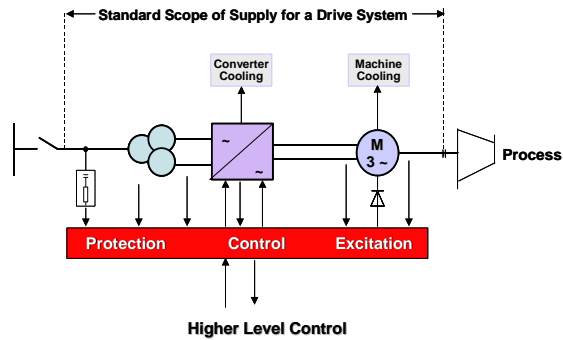 Standard Scope of Supply for a Drive System
Converter
Cooling
Machine
Cooling
~
~
M
3 ~
Process
Protection
Control
Excitation
Higher Level Control